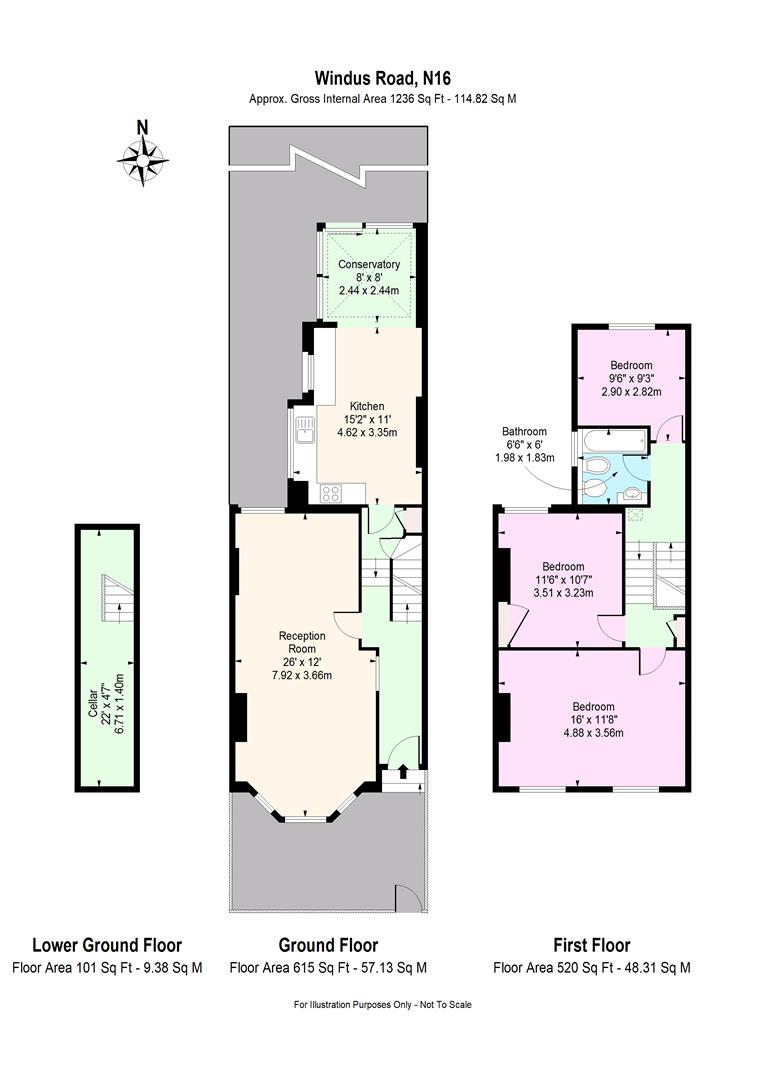 Windus Road, N16
Approx. Gross Internal Area 1236 Sq Ft - 114.82 Sq M
N
Conservatory
8' x 8'
2.44 x 2.44m
Kitchen
15'2" x 11'
4.62 x 3.35m
Reception
Room
26' x 12'
7.92 x 3.66m
Cellar
22' x 4'7"
6.71 x 1.40m
Bedroom
9'6" x 9'3"
2.90 x 2.82m
Bathroom
6'6" x 6'
1.98 x 1.83m
Bedroom
11'6" x 10'7"
3.51 x 3.23m
Bedroom
16' x 11'8"
4.88 x 3.56m
Lower Ground Floor
Floor Area 101 Sq Ft - 9.38 Sq M
Ground Floor
Floor Area 615 Sq Ft - 57.13 Sq M
First Floor
Floor Area 520 Sq Ft - 48.31 Sq M
For Illustration Purposes Only - Not To Scale